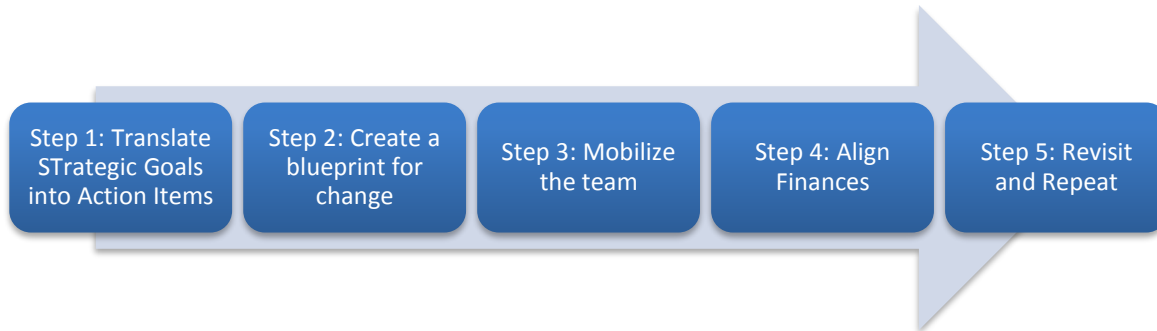 Step 1: Translate
STrategic Goals
into Action Items
Step 2: Create a
blueprint for
change
Step 3: Mobilize
the team
Step 4: Align
Finances
Step 5: Revisit
and Repeat